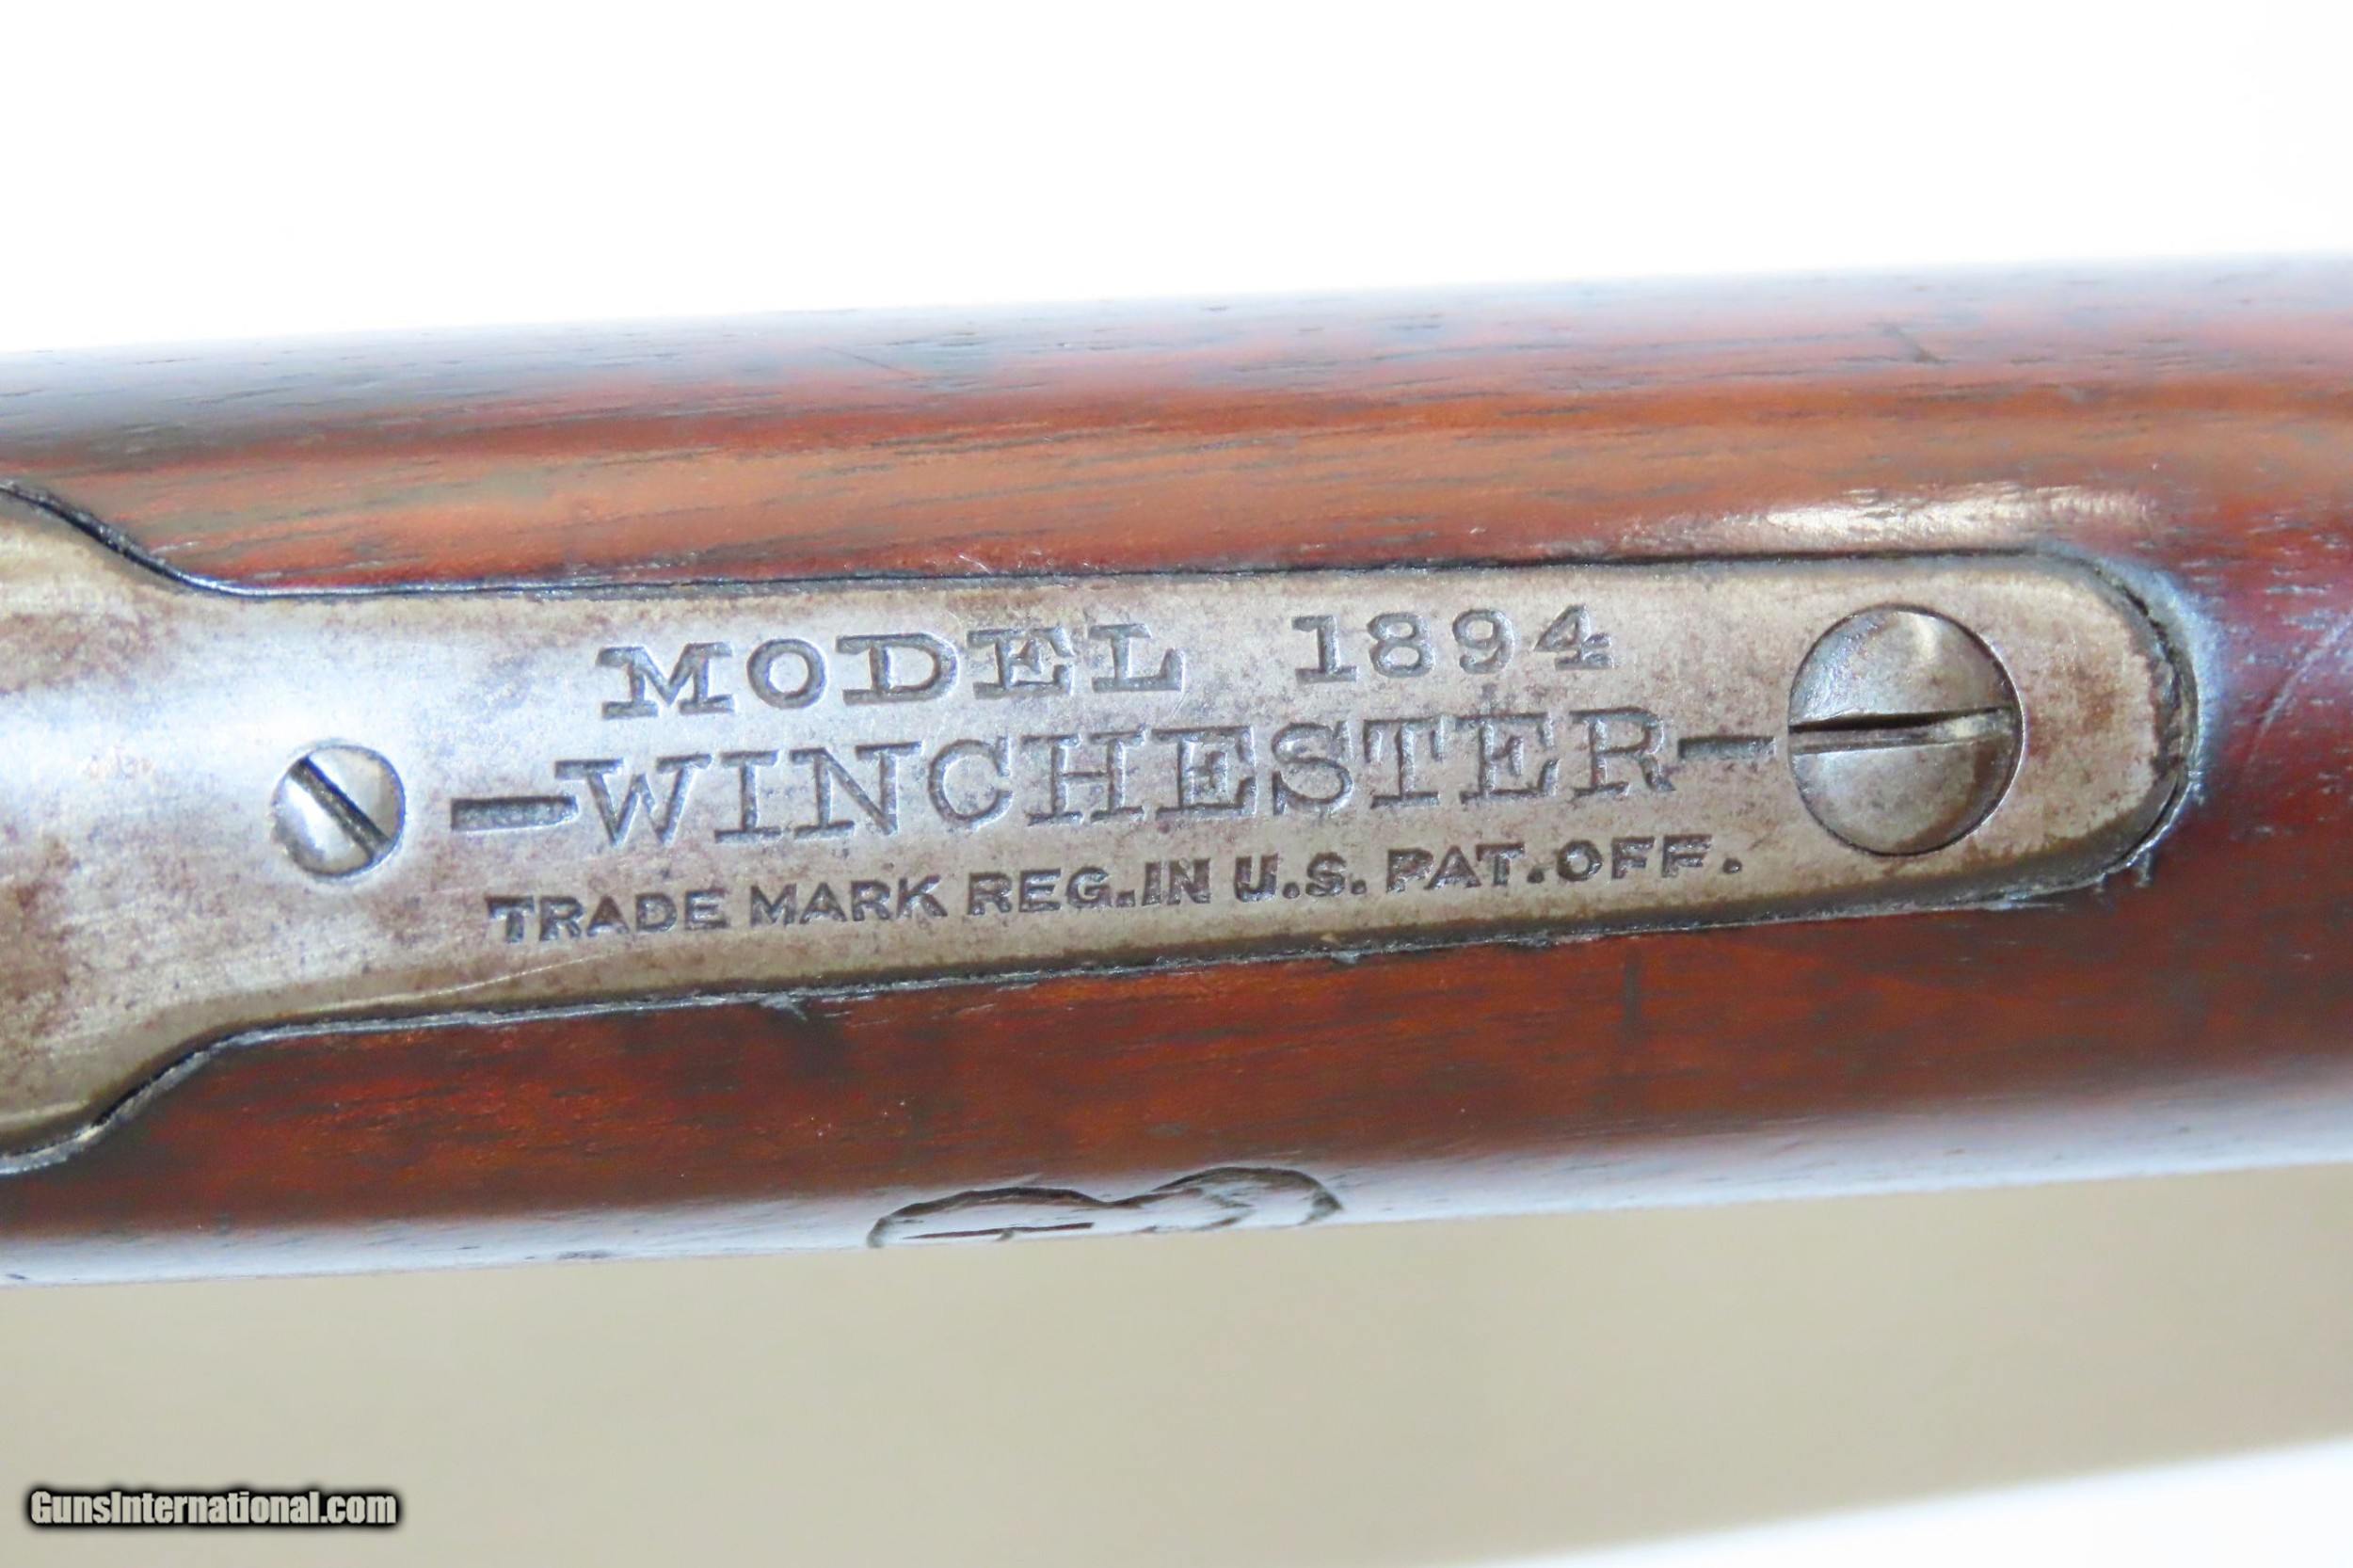 MODEL 1894
-WINCHESTER-
TRADE MARK REG. IN U.S. PAT. OFF.
GunsInternational.com